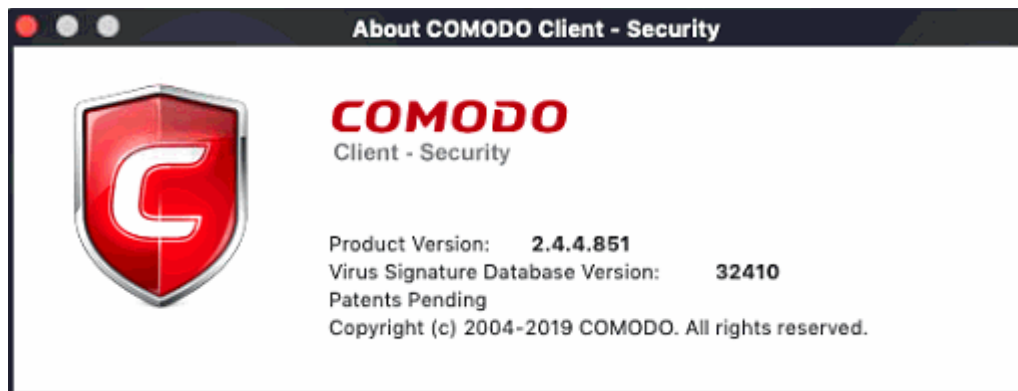 About COMODO Client - Security
COMODO
Client - Security
C
Product Version: 2.4.4.851
Virus Signature Database Version: 32410
Patents Pending
Copyright (c) 2004-2019 COMODO. All rights reserved.